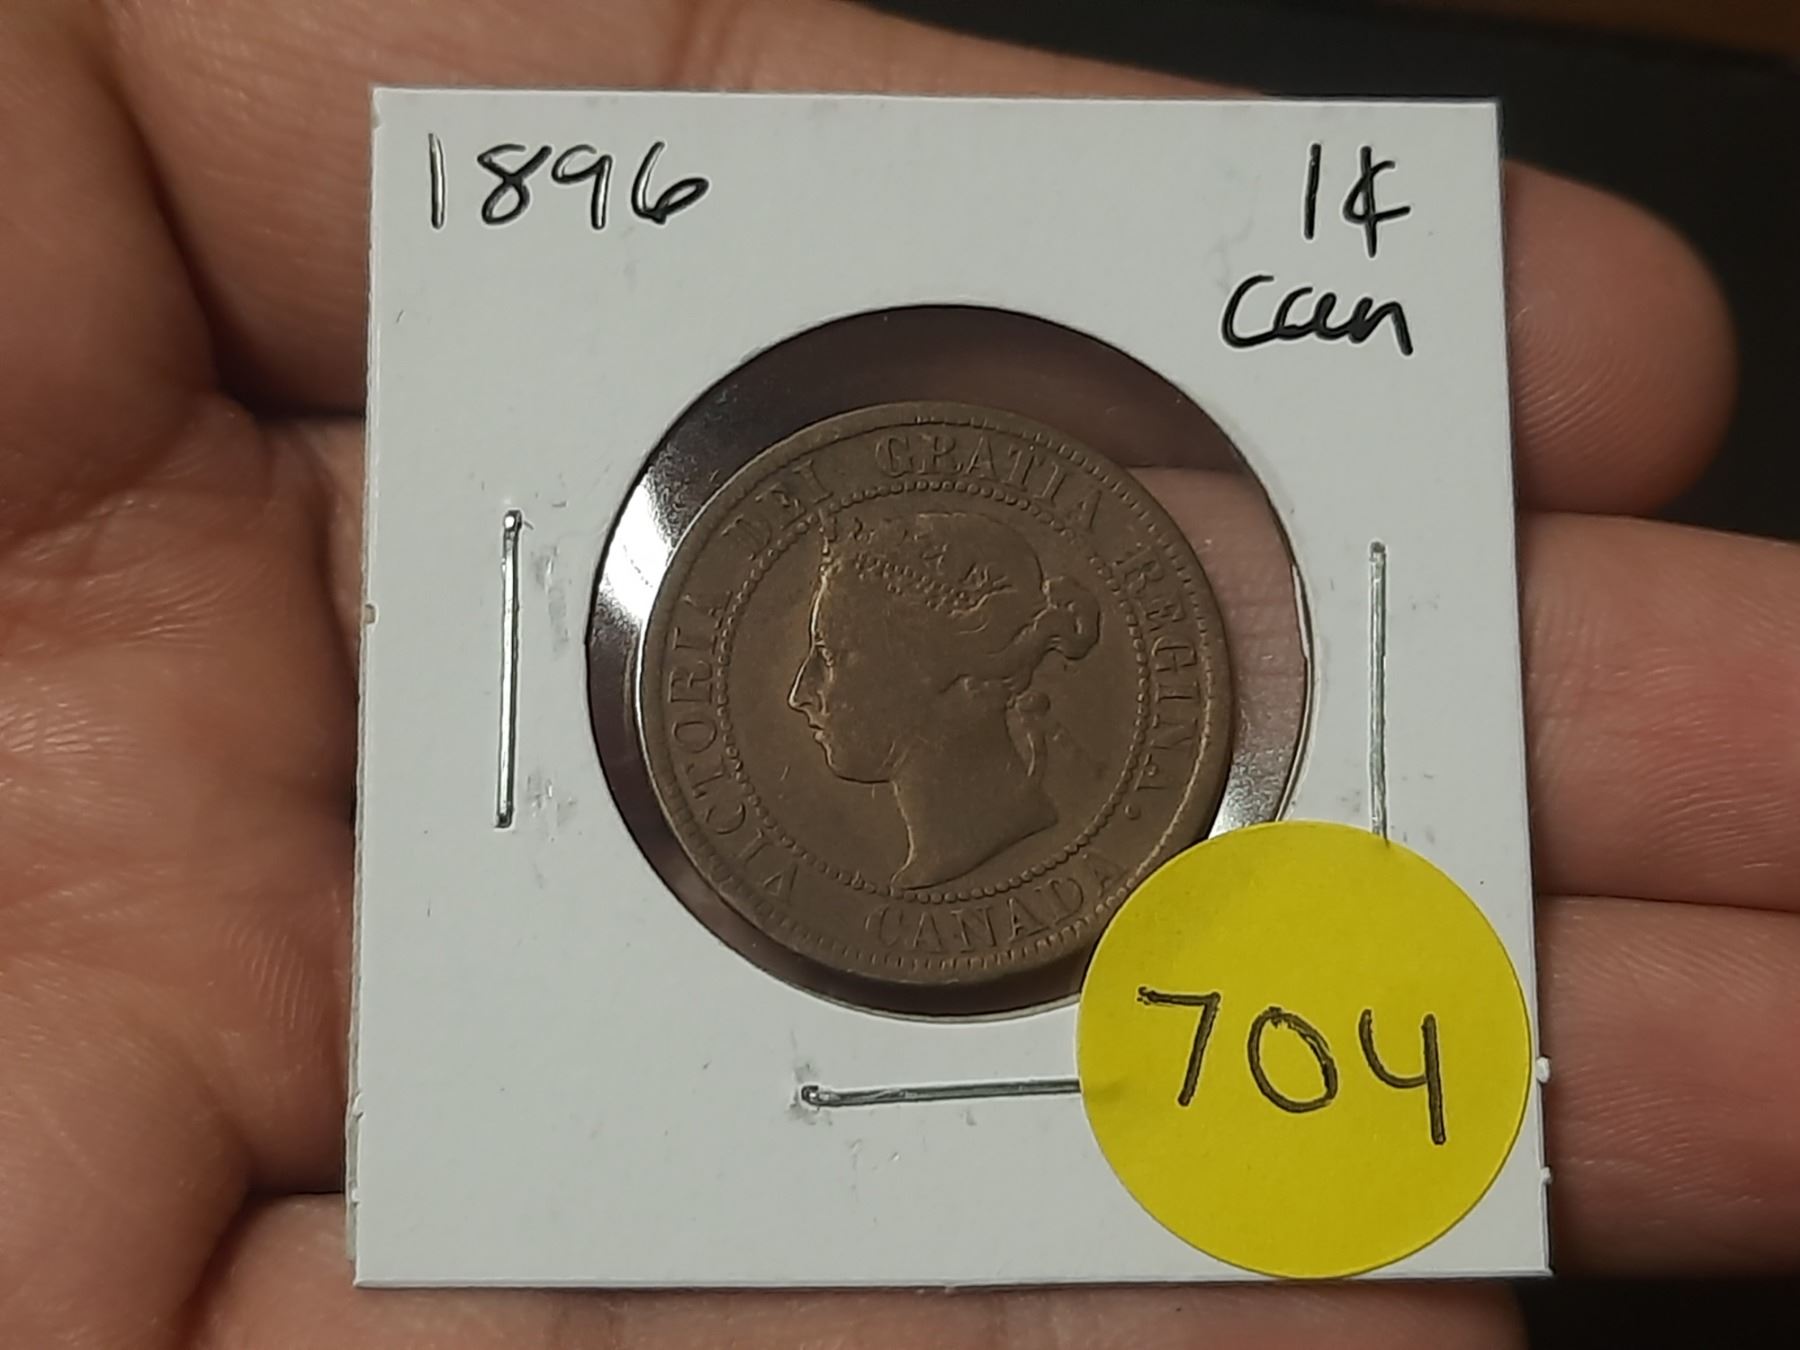 1896 1¢
can
VICTORIA DEI GRATIA REGINA.
CANADA
704